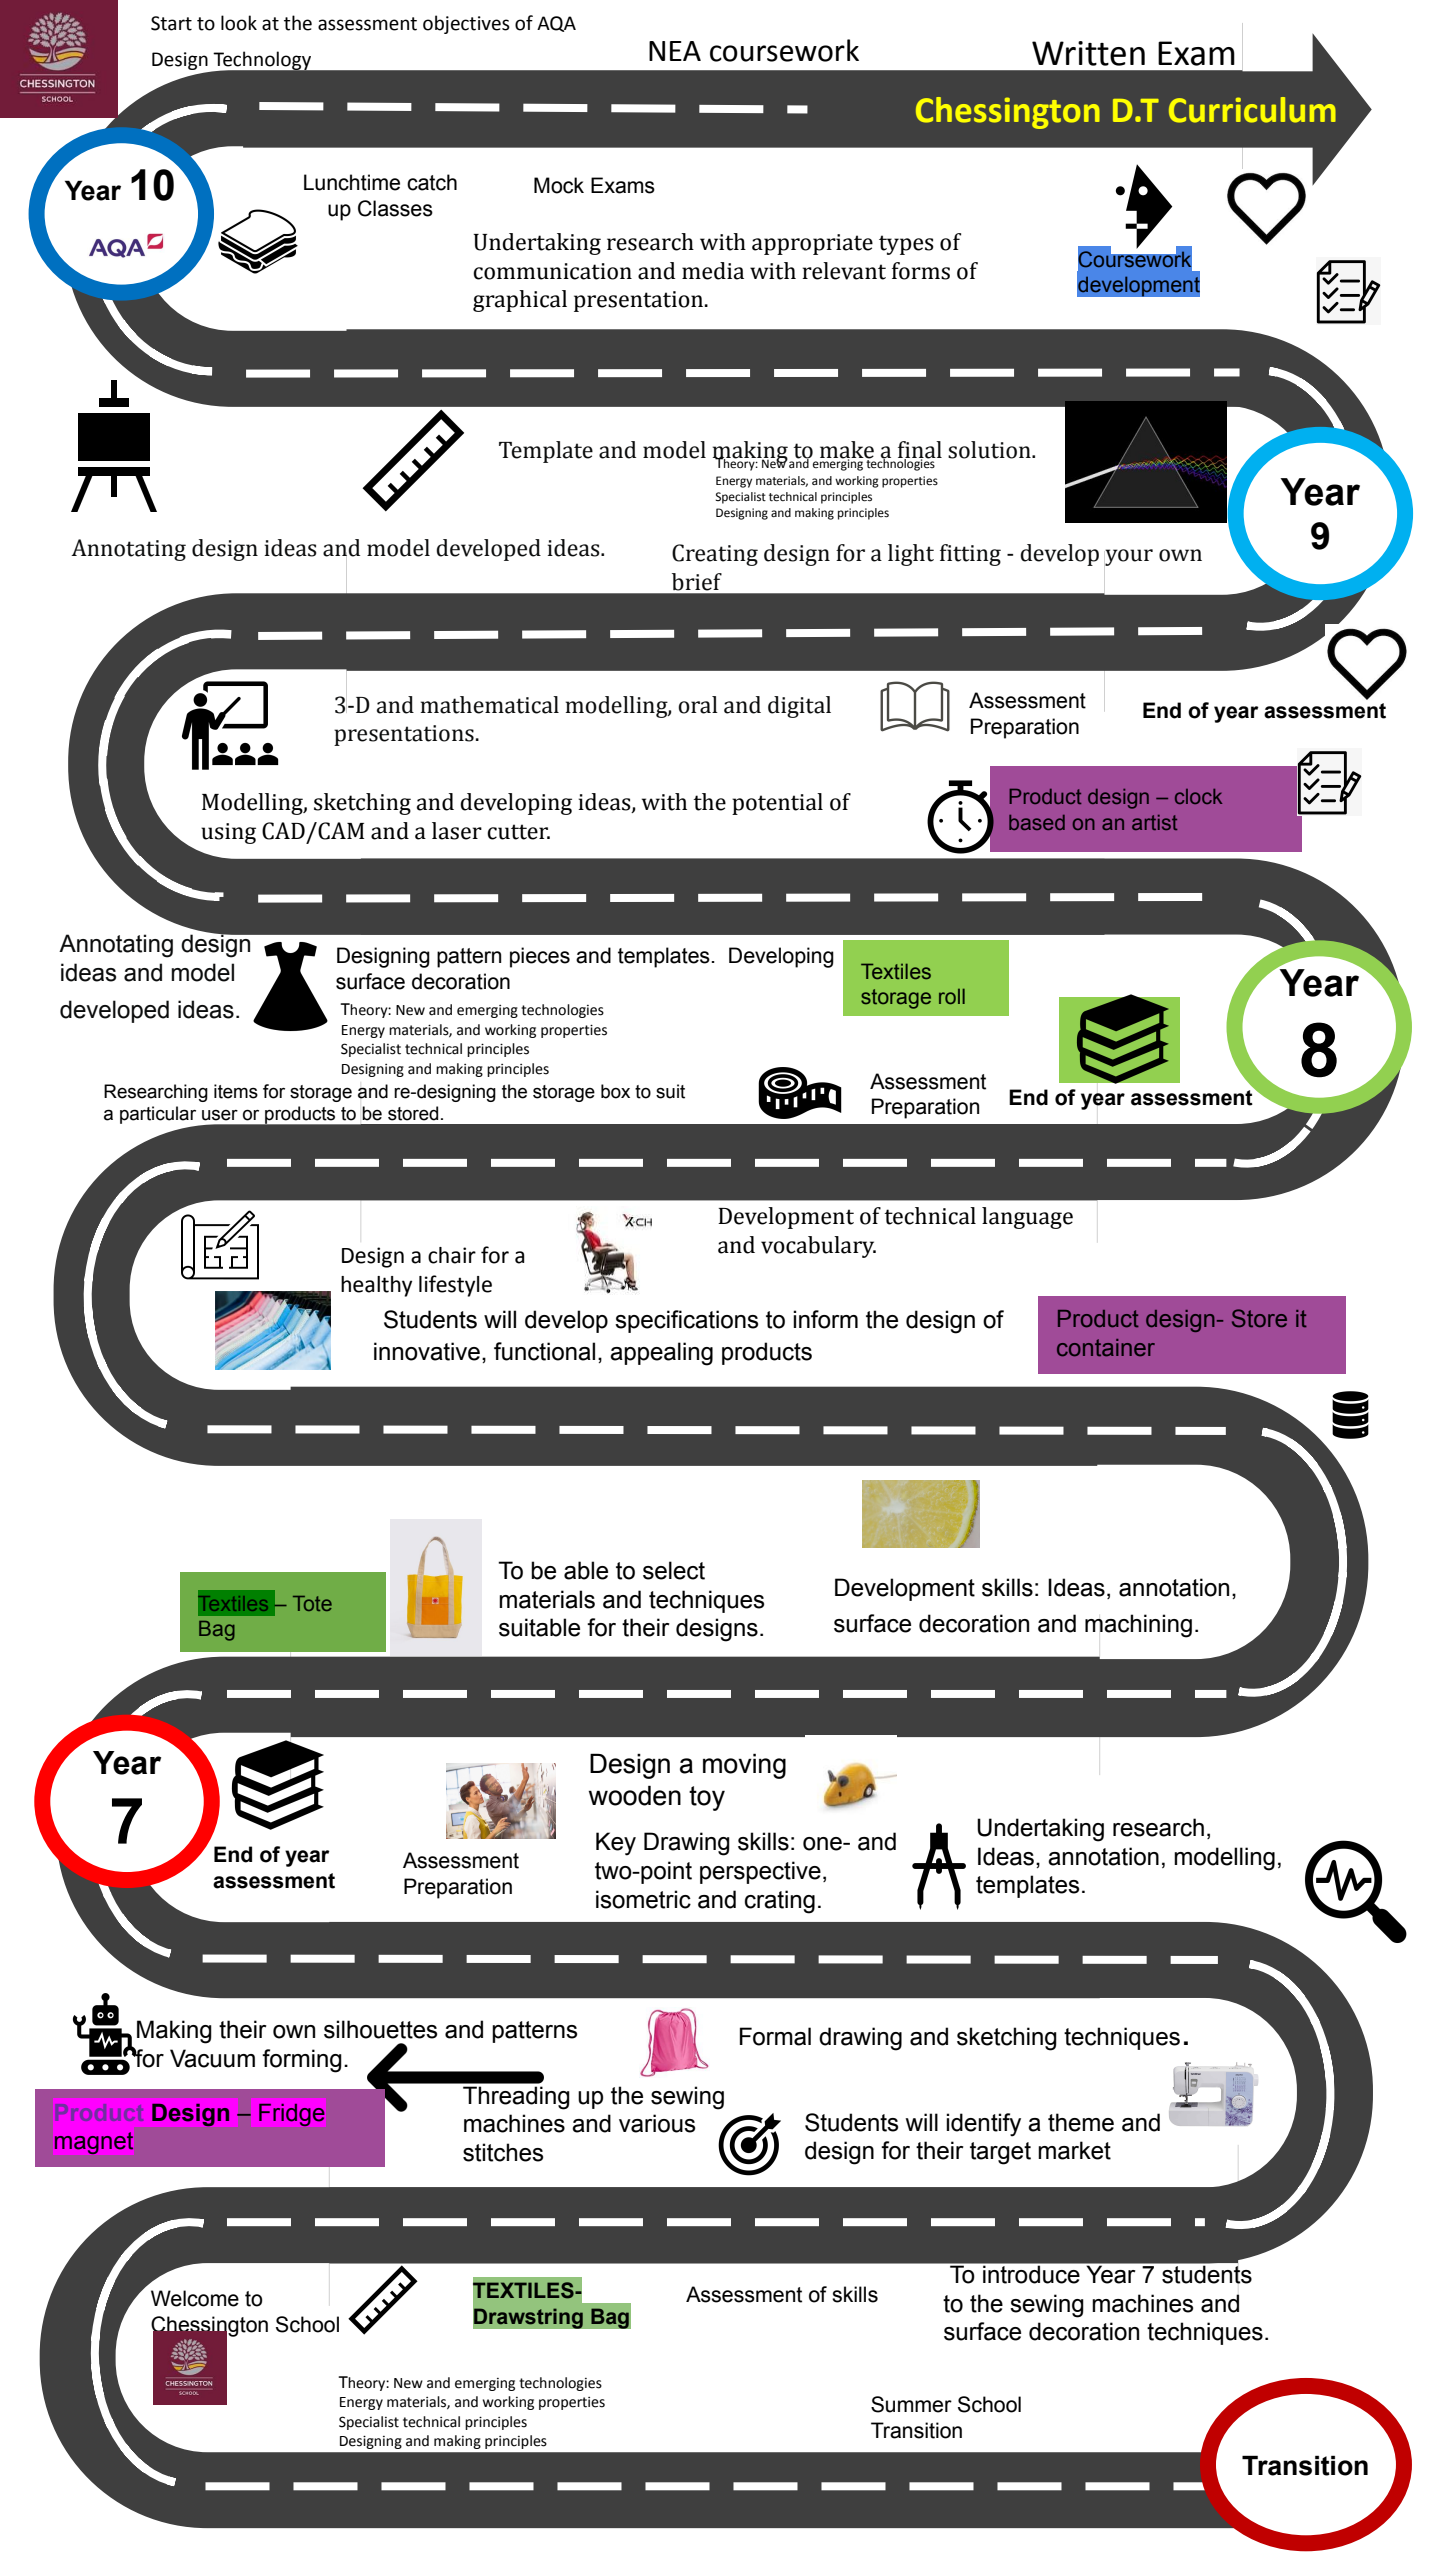 Start to look at the assessment objectives of AQA
Design Technology
NEA coursework
Written Exam
CHESSINGTON
SCHOOL
Chessington D.T Curriculum
Year 10
AQA
Lunchtime catch
up Classes
Mock Exams
Undertaking research with appropriate types of
communication and media with relevant forms of
graphical presentation.
Coursework
development
Template and model making to make a final solution.
Theory: New and emerging technologies
Energy materials, and working properties
Specialist technical principles
Designing and making principles
Year
9
Annotating design ideas and model developed ideas.
Creating design for a light fitting - develop your own
brief
3-D and mathematical modelling, oral and digital
presentations.
Assessment
Preparation
End of year assessment
Modelling, sketching and developing ideas, with the potential of
using CAD/CAM and a laser cutter.
Product design – clock
based on an artist
Annotating design
ideas and model
developed ideas.
Designing pattern pieces and templates. Developing
surface decoration
Theory: New and emerging technologies
Energy materials, and working properties
Specialist technical principles
Designing and making principles
Textiles
storage roll
Year
8
Researching items for storage and re-designing the storage box to suit
a particular user or products to be stored.
Assessment
Preparation
End of year assessment
Design a chair for a
healthy lifestyle
X-CH
Development of technical language
and vocabulary.
Students will develop specifications to inform the design of
innovative, functional, appealing products
Product design- Store it
container
Textiles – Tote
Bag
To be able to select
materials and techniques
suitable for their designs.
Development skills: Ideas, annotation,
surface decoration and machining.
Year
7
End of year
assessment
Assessment
Preparation
Design a moving
wooden toy
Key Drawing skills: one- and
two-point perspective,
isometric and crating.
Undertaking research,
Ideas, annotation, modelling,
templates.
Making their own silhouettes and patterns
for Vacuum forming.
Formal drawing and sketching techniques.
Product Design – Fridge
magnet
Threading up the sewing
machines and various
stitches
Students will identify a theme and
design for their target market
Welcome to
Chessington School
CHESSINGTON
SCHOOL
TEXTILES-
Drawstring Bag
Assessment of skills
To introduce Year 7 students
to the sewing machines and
surface decoration techniques.
Theory: New and emerging technologies
Energy materials, and working properties
Specialist technical principles
Designing and making principles
Summer School
Transition
Transition